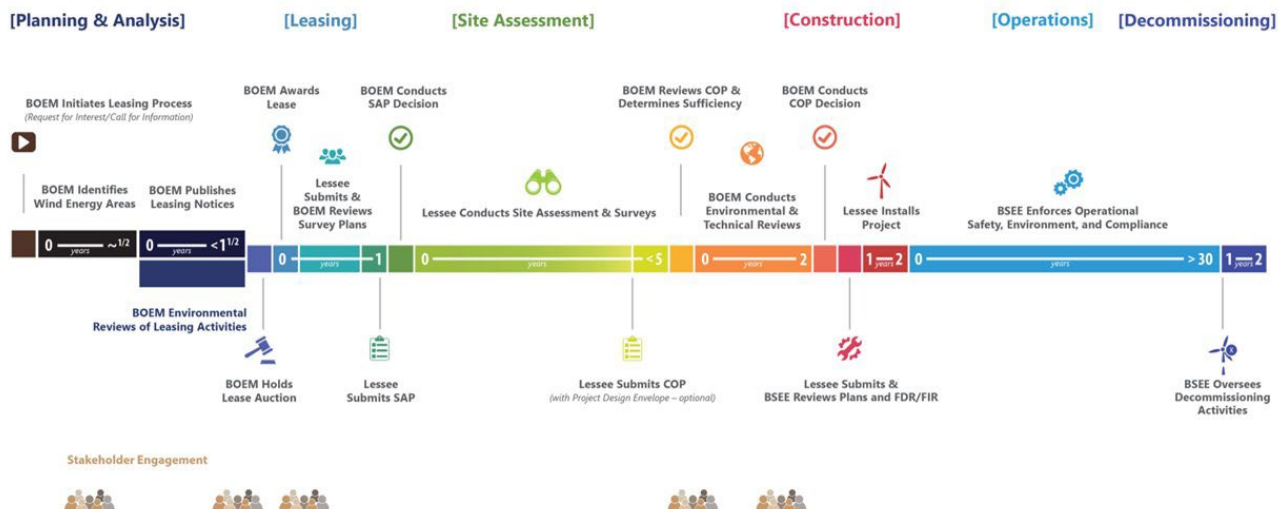 [Planning & Analysis] [Leasing] [Site Assessment] [Construction] [Operations] [Decommissioning]
BOEM Initiates Leasing Process
(Request for Interest/Call for Information)
BOEM Awards
Lease
BOEM Conducts
SAP Decision
BOEM Reviews COP &
Determines Sufficiency
BOEM Conducts
COP Decision
BOEM Identifies
Wind Energy Areas
BOEM Publishes
Leasing Notices
Lessee
Submits &
BOEM Reviews
Survey Plans
Lessee Conducts Site Assessment & Surveys
BOEM Conducts
Environmental &
Technical Reviews
Lessee Installs
Project
BSEE Enforces Operational
Safety, Environment, and Compliance
0 years ~1/2
0 years <1 1/2
0 years 1
0 years <5
0 years 2
1 years 2
0 years >30
1 years 2
BOEM Environmental
Reviews of Leasing Activities
BOEM Holds
Lease Auction
Lessee
Submits SAP
Lessee Submits COP
(with Project Design Envelope – optional)
Lessee Submits &
BSEE Reviews Plans and FDR/FIR
BSEE Oversees
Decommissioning
Activities
Stakeholder Engagement